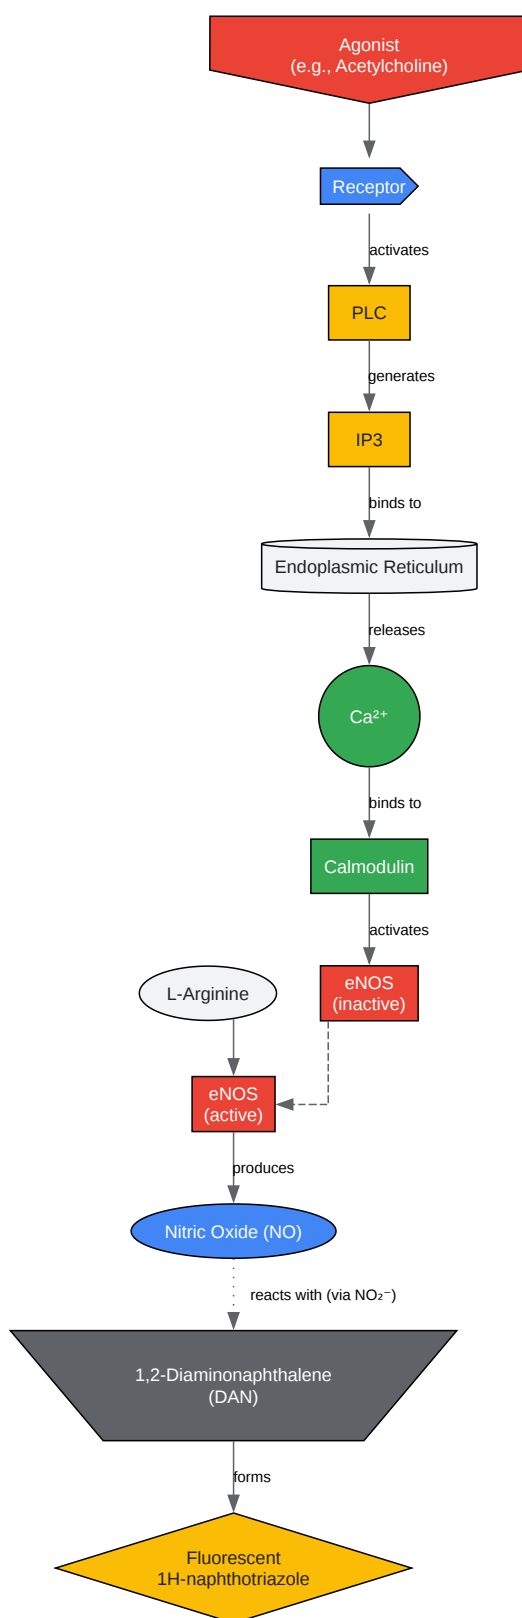 Agonist
(e.g., Acetylcholine)
Receptor
activates
PLC
generates
IP3
binds to
Endoplasmic Reticulum
releases
Ca²⁺
binds to
Calmodulin
activates
eNOS
(inactive)
L-Arginine
eNOS
(active)
produces
Nitric Oxide (NO)
reacts with (via NO₂⁻)
1,2-Diaminonaphthalene
(DAN)
forms
Fluorescent
1H-naphthotriazole